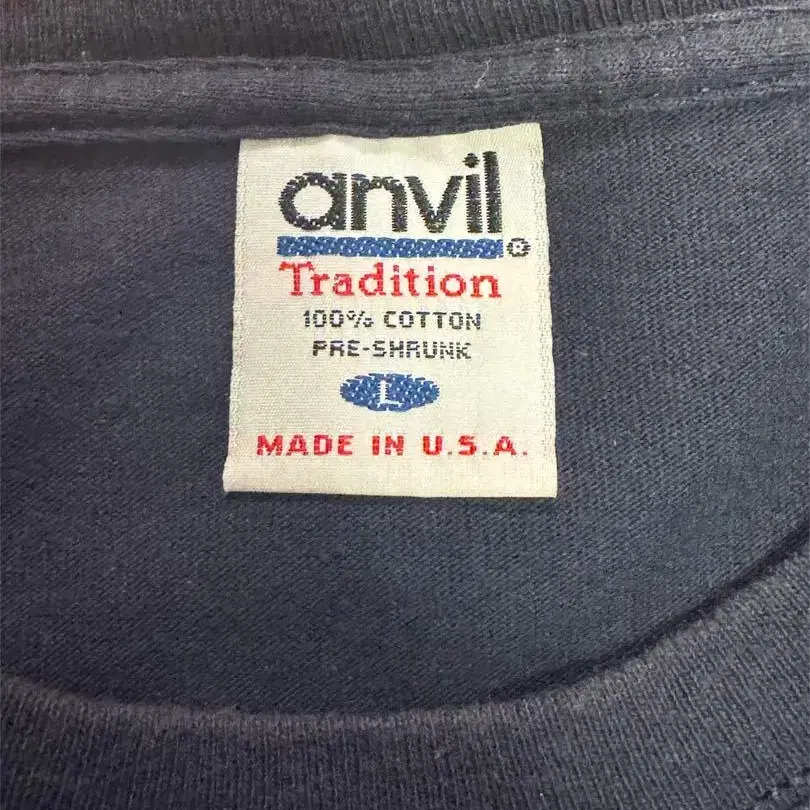 anvil®
Tradition
100% COTTON
PRE-SHRUNK
L
MADE IN U.S.A.